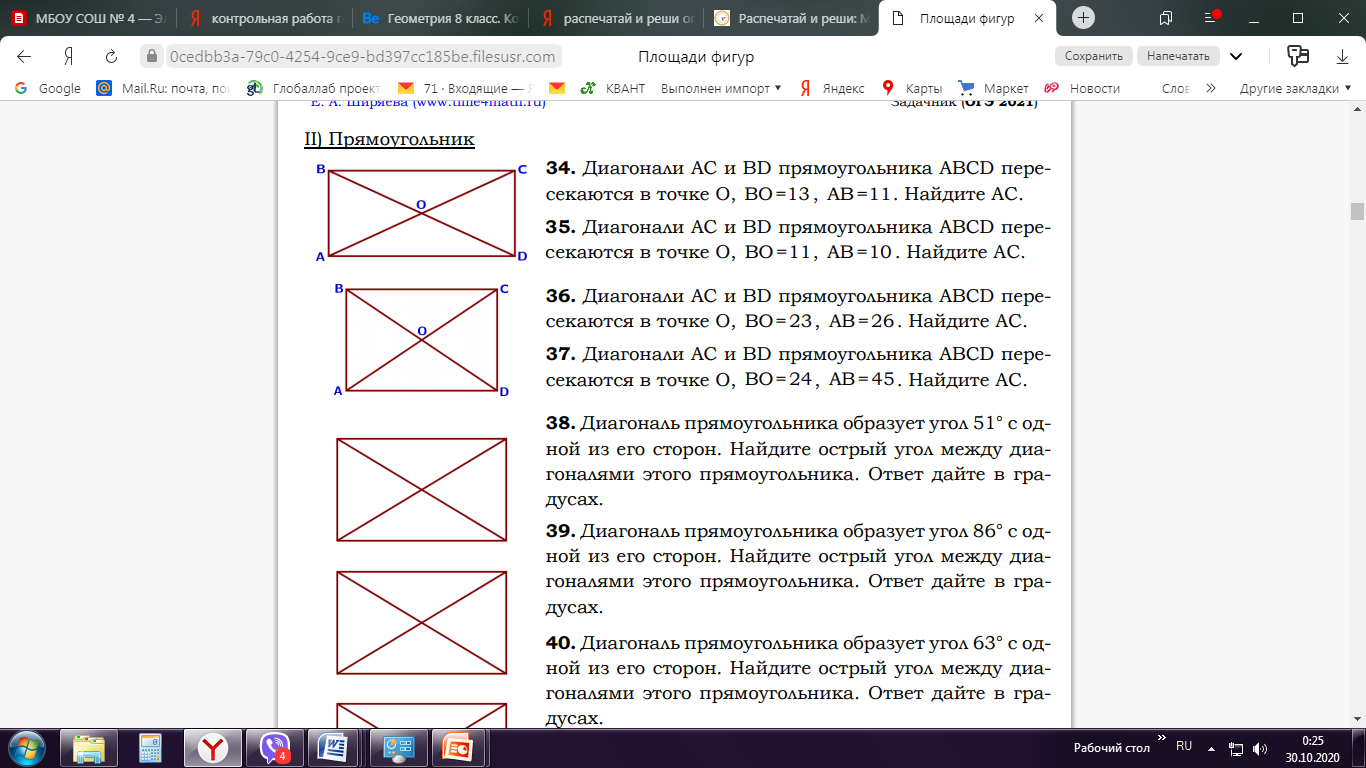 МБОУ СОШ № 4 — Эл
контрольная работа г
Геометрия 8 класс. Ко
распечатай и реши ог
Распечатай и реши: М
Площади фигур
0cedbb3a-79c0-4254-9ce9-bd397cc185be.filesusr.com
Площади фигур
Сохранить
Напечатать
Google
Mail.Ru: почта, по
Глобаллаб проект
71 · Входящие — Я
КВАНТ
Выполнен импорт
Яндекс
Карты
Маркет
Новости
Слов
Другие закладки
Е. А. Ширяева (www.time4math.ru)
Задачник (ОГЭ 2021)
II) Прямоугольник
B
C
O
A
D
34. Диагонали AC и BD прямоугольника ABCD пере-
секаются в точке O, BO=13, AB=11. Найдите AC.
35. Диагонали AC и BD прямоугольника ABCD пере-
секаются в точке O, BO=11, AB=10. Найдите AC.
B
C
O
A
D
36. Диагонали AC и BD прямоугольника ABCD пере-
секаются в точке O, BO=23, AB=26. Найдите AC.
37. Диагонали AC и BD прямоугольника ABCD пере-
секаются в точке O, BO=24, AB=45. Найдите AC.
38. Диагональ прямоугольника образует угол 51° с од-
ной из его сторон. Найдите острый угол между диа-
гоналями этого прямоугольника. Ответ дайте в гра-
дусах.
39. Диагональ прямоугольника образует угол 86° с од-
ной из его сторон. Найдите острый угол между диа-
гоналями этого прямоугольника. Ответ дайте в гра-
дусах.
40. Диагональ прямоугольника образует угол 63° с од-
ной из его сторон. Найдите острый угол между диа-
гоналями этого прямоугольника. Ответ дайте в гра-
дусах.
4
Рабочий стол
RU
0:25
30.10.2020